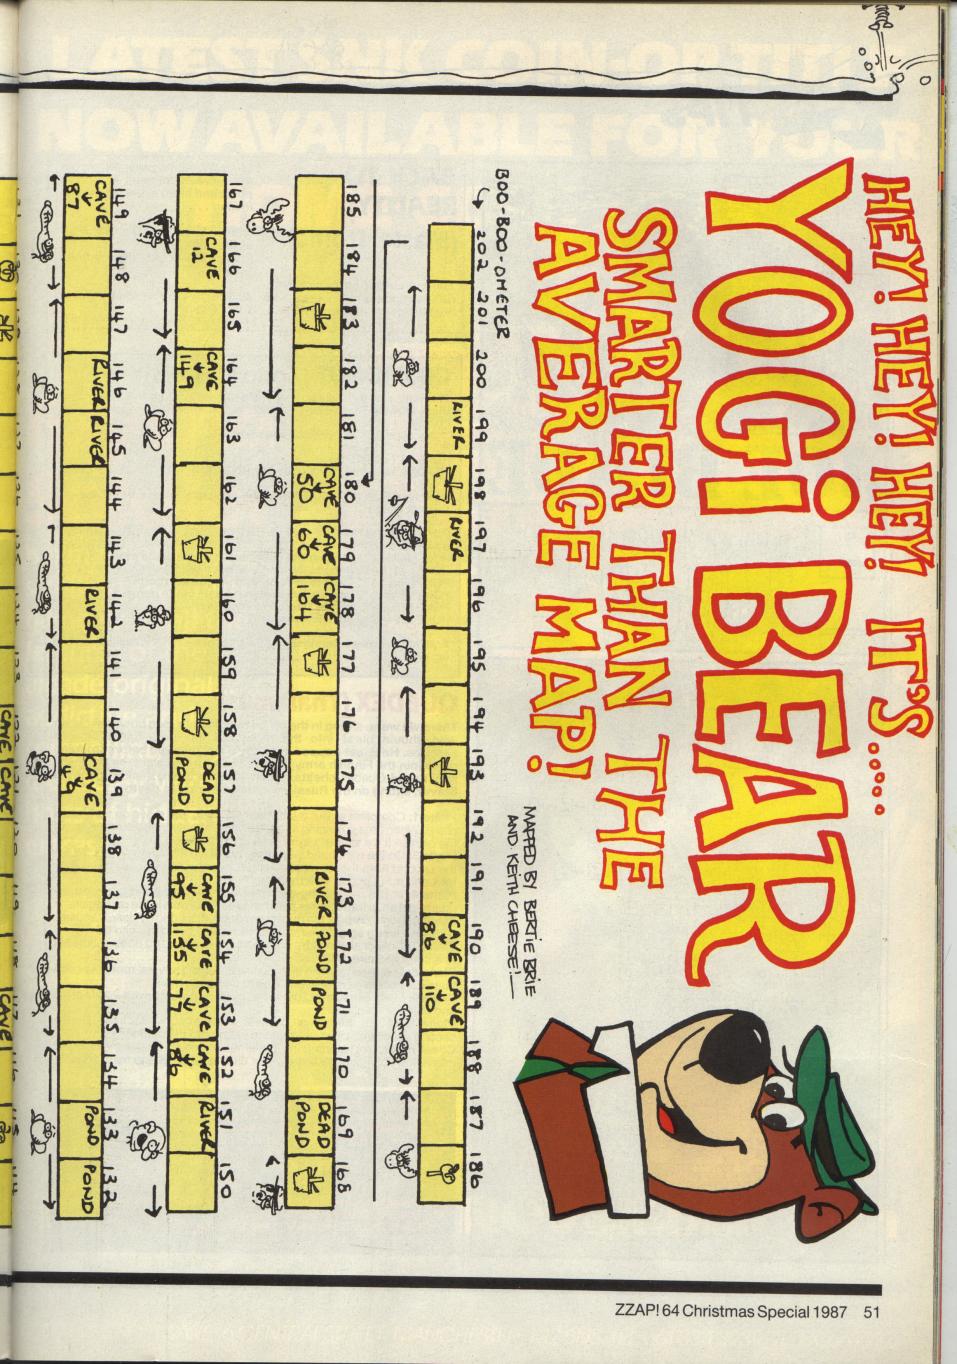 HEY! HEY! HEY! IT'S.....
YOGi BEAR
SMARTER THAN THE
AVERAGE MAP!
MAPPED BY BERTIE BRIE
AND KEITH CHEESE!
BOO-BOO-OMETER
202 201 200 199 198 197 196 195 194 193 192 191 190 189 188 187 186
RIVER RIVER CAVE 86 CAVE 110
185 184 183 182 181 180 179 178 177 176 175 174 173 172 171 170 169 168
CAVE 50 CAVE 60 CAVE 164 RIVER POND POND DEAD POND
167 166 165 164 163 162 161 160 159 158 157 156 155 154 153 152 151 150
CAVE 12 CAVE 149 DEAD POND CAVE 95 CAVE 135 CAVE 77 CAVE 86 RIVER
149 148 147 146 145 144 143 142 141 140 139 138 137 136 135 134 133 132
CAVE 87 RIVER RIVER RIVER CAVE 49 POND POND
CAVE CAVE CAVE
ZZAP! 64 Christmas Special 1987 51